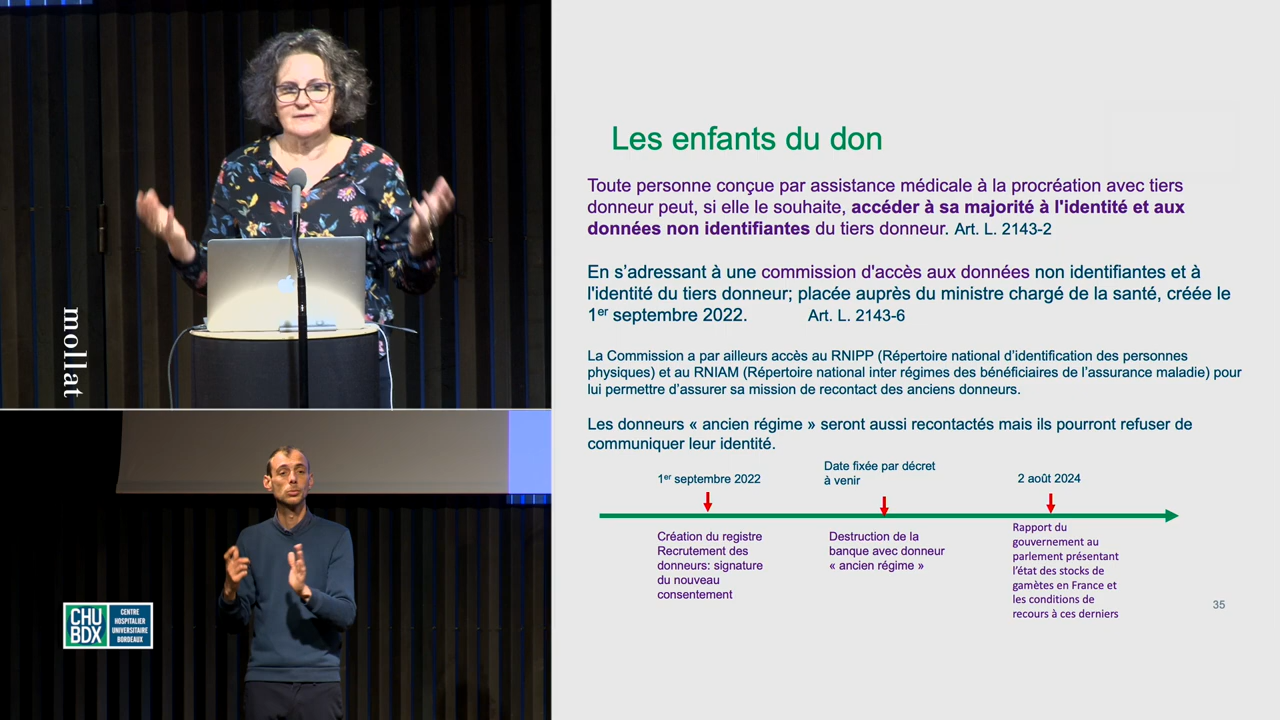 mollat
CHU
BDX
CENTRE
HOSPITALIER
UNIVERSITAIRE
BORDEAUX
Les enfants du don
Toute personne conçue par assistance médicale à la procréation avec tiers
donneur peut, si elle le souhaite, accéder à sa majorité à l'identité et aux
données non identifiantes du tiers donneur. Art. L. 2143-2
En s’adressant à une commission d'accès aux données non identifiantes et à
l'identité du tiers donneur; placée auprès du ministre chargé de la santé, créée le
1er septembre 2022. Art. L. 2143-6
La Commission a par ailleurs accès au RNIPP (Répertoire national d’identification des personnes
physiques) et au RNIAM (Répertoire national inter régimes des bénéficiaires de l’assurance maladie) pour
lui permettre d’assurer sa mission de recontact des anciens donneurs.
Les donneurs « ancien régime » seront aussi recontactés mais ils pourront refuser de
communiquer leur identité.
1er septembre 2022
Date fixée par décret
à venir
2 août 2024
Création du registre
Recrutement des
donneurs: signature
du nouveau
consentement
Destruction de la
banque avec donneur
« ancien régime »
Rapport du
gouvernement au
parlement présentant
l’état des stocks de
gamètes en France et
les conditions de
recours à ces derniers
35